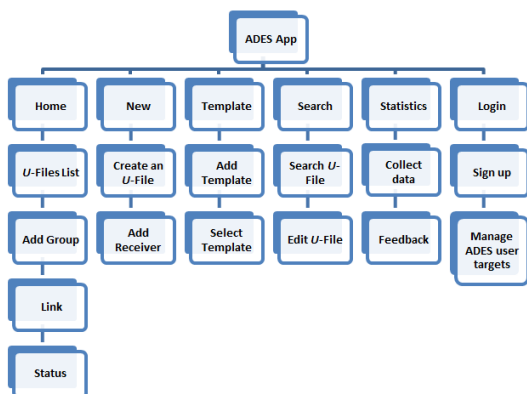 ADES App
Home
New
Template
Search
Statistics
Login
U-Files List
Create an
U-File
Add
Template
Search U-
File
Collect
data
Sign up
Add Group
Add
Receiver
Select
Template
Edit U-File
Feedback
Manage
ADES user
targets
Link
Status